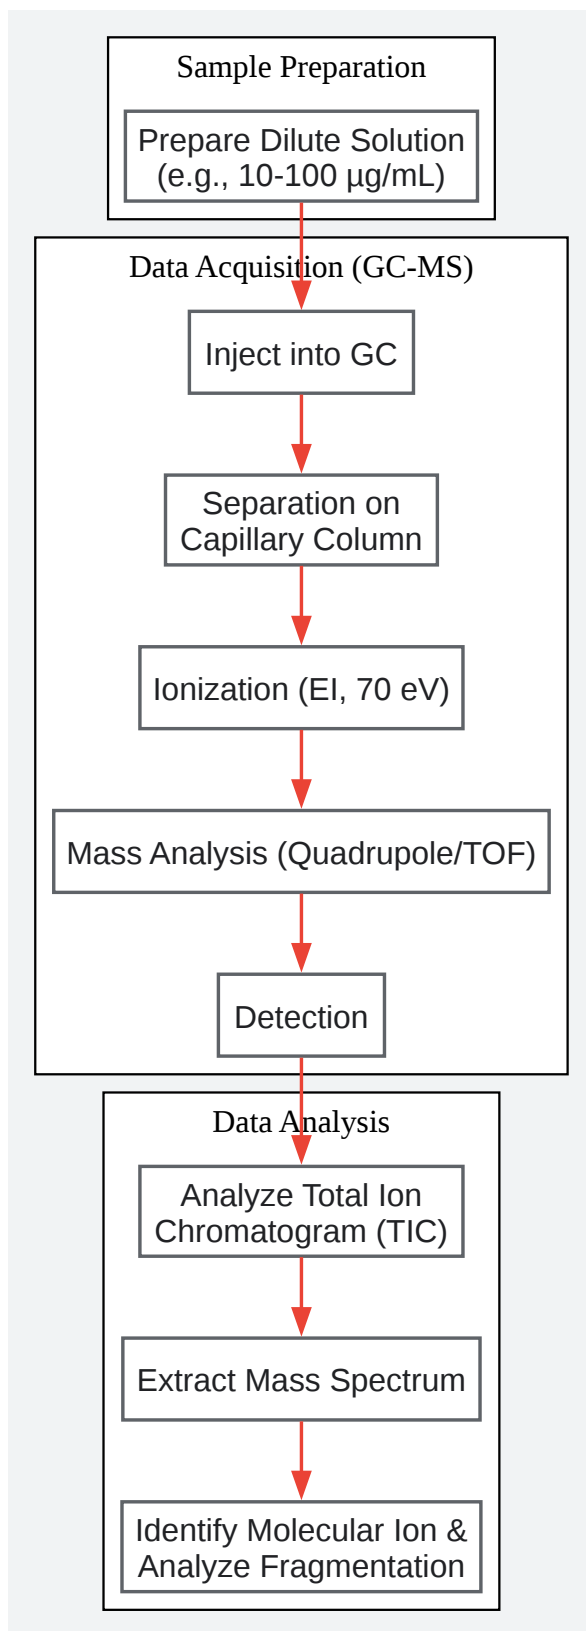 Sample Preparation
Prepare Dilute Solution
(e.g., 10-100 µg/mL)
Data Acquisition (GC-MS)
Inject into GC
Separation on
Capillary Column
Ionization (EI, 70 eV)
Mass Analysis (Quadrupole/TOF)
Detection
Data Analysis
Analyze Total Ion
Chromatogram (TIC)
Extract Mass Spectrum
Identify Molecular Ion &
Analyze Fragmentation